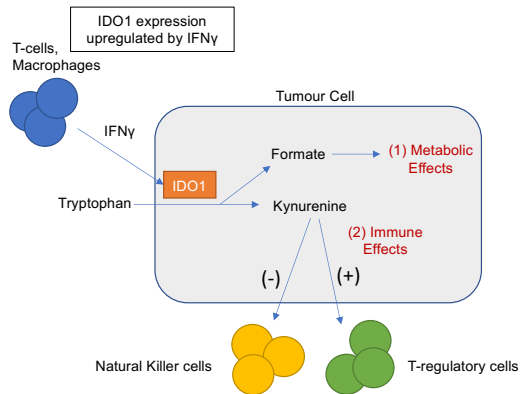 IDO1 expression
upregulated by IFNγ
T-cells,
Macrophages
Tumour Cell
IFNγ
Formate
(1) Metabolic
Effects
IDO1
Tryptophan
Kynurenine
(2) Immune
Effects
(-)
(+)
Natural Killer cells
T-regulatory cells